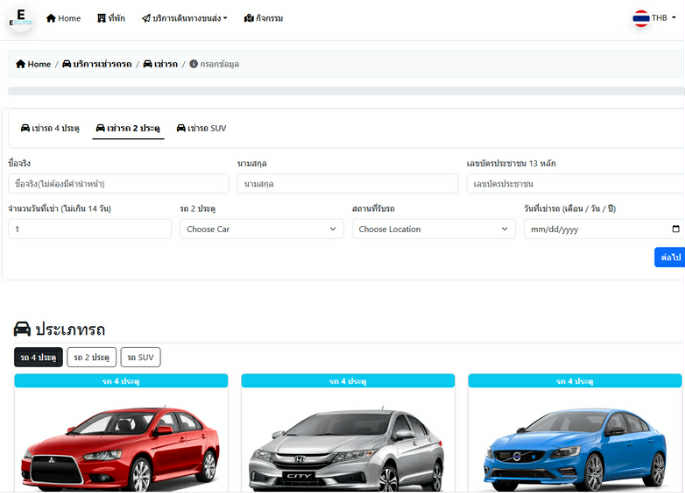 E
Home ที่พัก บริการเดินทางขนส่ง กิจกรรม THB
Home / บริการเช่ารถรถ / เช่ารถ / กรอกข้อมูล
เช่ารถ 4 ประตู เช่ารถ 2 ประตู เช่ารถ SUV
ชื่อจริง นามสกุล เลขบัตรประชาชน 13 หลัก
ชื่อจริง(ไม่ต้องมีคำนำหน้า) นามสกุล เลขบัตรประชาชน
จำนวนวันที่เช่า (ไม่เกิน 14 วัน) รถ 2 ประตู สถานที่รับรถ วันที่เช่ารถ (เดือน / วัน / ปี)
1 Choose Car Choose Location mm/dd/yyyy
ต่อไป
ประเภทรถ
รถ 4 ประตู รถ 2 ประตู รถ SUV
รถ 4 ประตู รถ 4 ประตู รถ 4 ประตู
CITY